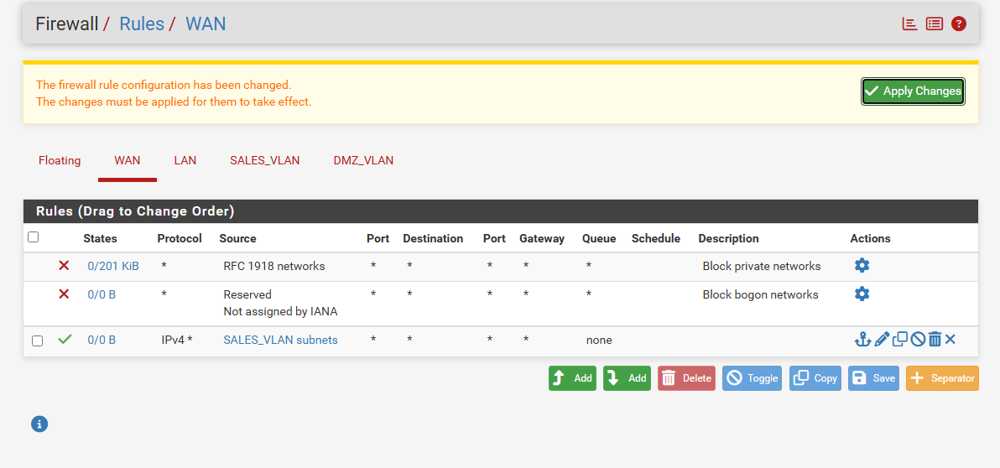 Firewall / Rules / WAN
The firewall rule configuration has been changed.
The changes must be applied for them to take effect.
Apply Changes
Floating WAN LAN SALES_VLAN DMZ_VLAN
Rules (Drag to Change Order)
States Protocol Source Port Destination Port Gateway Queue Schedule Description Actions
0/201 KiB * RFC 1918 networks * * * * * Block private networks
0/0 B * Reserved
Not assigned by IANA * * * * * Block bogon networks
0/0 B IPv4 * SALES_VLAN subnets * * * * none
Add Add Delete Toggle Copy Save Separator